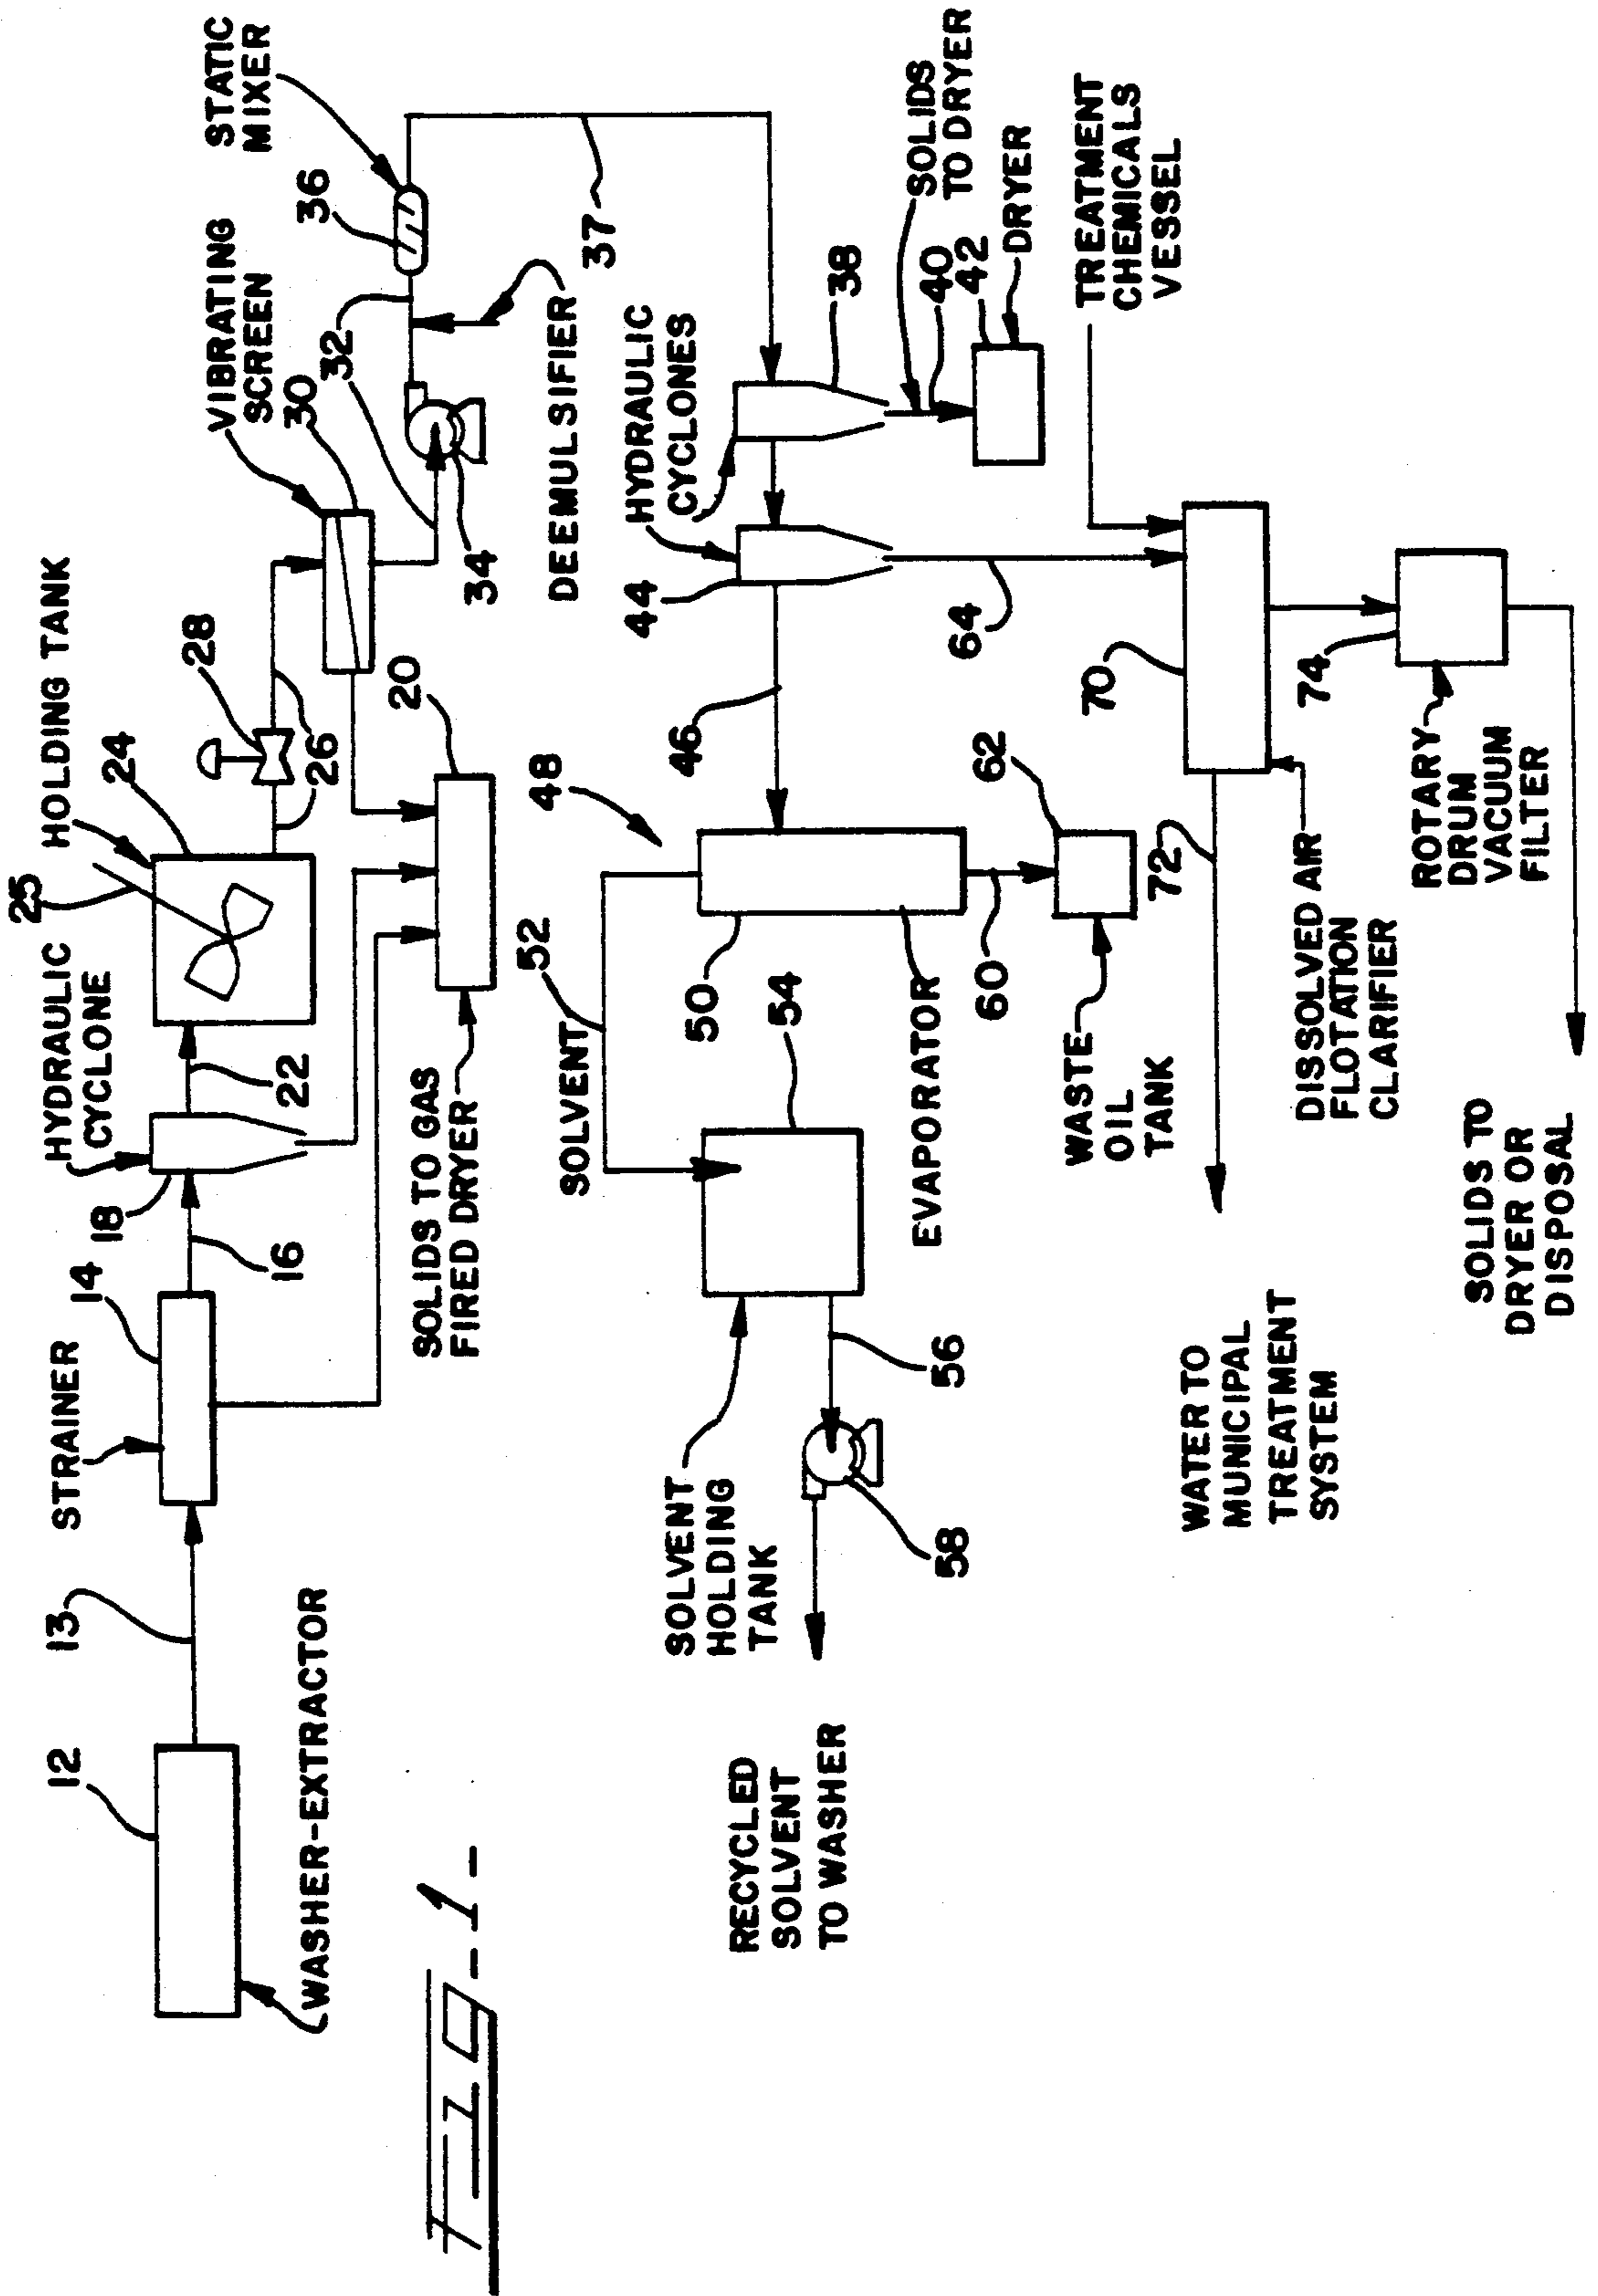 12
13
STRAINER
14
16
18
HYDRAULIC
CYCLONE
22
25
HOLDING TANK
24
28
26
VIBRATING
SCREEN
30
32
36
STATIC
MIXER
WASHER-EXTRACTOR
SOLIDS TO GAS
FIRED DRYER
20
34
DEEMULSIFIER
37
FIG-1-
RECYCLED
SOLVENT
TO WASHER
SOLVENT
HOLDING
TANK
58
56
SOLVENT
52
54
50
EVAPORATOR
48
46
44
HYDRAULIC
CYCLONES
38
SOLIDS
TO DRYER
40
42
DRYER
60
62
WASTE
OIL
TANK
64
TREATMENT
CHEMICALS
VESSEL
70
72
WATER TO
MUNICIPAL
TREATMENT
SYSTEM
DISSOLVED AIR
FLOTATION
CLARIFIER
74
ROTARY
DRUM
VACUUM
FILTER
SOLIDS TO
DRYER OR
DISPOSAL